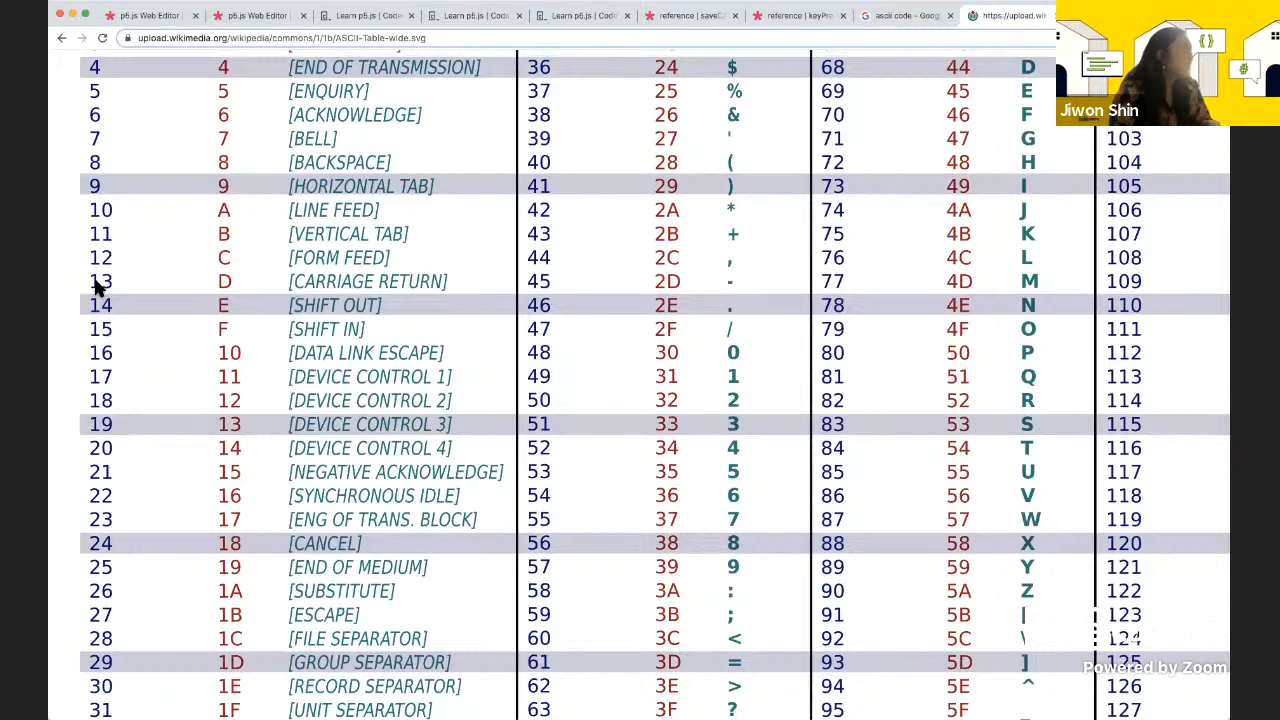 p5.js Web Editor
p5.js Web Editor
Learn p5.js | Code
Learn p5.js | Code
Learn p5.js | Code
reference | saveC
reference | keyPre
ascii code - Goog
https://upload.wiki
upload.wikimedia.org/wikipedia/commons/1/1b/ASCII-Table-wide.svg
{ }
#
Jiwon Shin
4 4 [END OF TRANSMISSION] 36 24 $ 68 44 D
5 5 [ENQUIRY] 37 25 % 69 45 E
6 6 [ACKNOWLEDGE] 38 26 & 70 46 F
7 7 [BELL] 39 27 ' 71 47 G 103
8 8 [BACKSPACE] 40 28 ( 72 48 H 104
9 9 [HORIZONTAL TAB] 41 29 ) 73 49 I 105
10 A [LINE FEED] 42 2A * 74 4A J 106
11 B [VERTICAL TAB] 43 2B + 75 4B K 107
12 C [FORM FEED] 44 2C , 76 4C L 108
13 D [CARRIAGE RETURN] 45 2D - 77 4D M 109
14 E [SHIFT OUT] 46 2E . 78 4E N 110
15 F [SHIFT IN] 47 2F / 79 4F O 111
16 10 [DATA LINK ESCAPE] 48 30 0 80 50 P 112
17 11 [DEVICE CONTROL 1] 49 31 1 81 51 Q 113
18 12 [DEVICE CONTROL 2] 50 32 2 82 52 R 114
19 13 [DEVICE CONTROL 3] 51 33 3 83 53 S 115
20 14 [DEVICE CONTROL 4] 52 34 4 84 54 T 116
21 15 [NEGATIVE ACKNOWLEDGE] 53 35 5 85 55 U 117
22 16 [SYNCHRONOUS IDLE] 54 36 6 86 56 V 118
23 17 [ENG OF TRANS. BLOCK] 55 37 7 87 57 W 119
24 18 [CANCEL] 56 38 8 88 58 X 120
25 19 [END OF MEDIUM] 57 39 9 89 59 Y 121
26 1A [SUBSTITUTE] 58 3A : 90 5A Z 122
27 1B [ESCAPE] 59 3B ; 91 5B 123
28 1C [FILE SEPARATOR] 60 3C < 92 5C \ 124
29 1D [GROUP SEPARATOR] 61 3D = 93 5D ] 125
Powered by Zoom
30 1E [RECORD SEPARATOR] 62 3E > 94 5E ^ 126
31 1F [UNIT SEPARATOR] 63 3F ? 95 5F _ 127